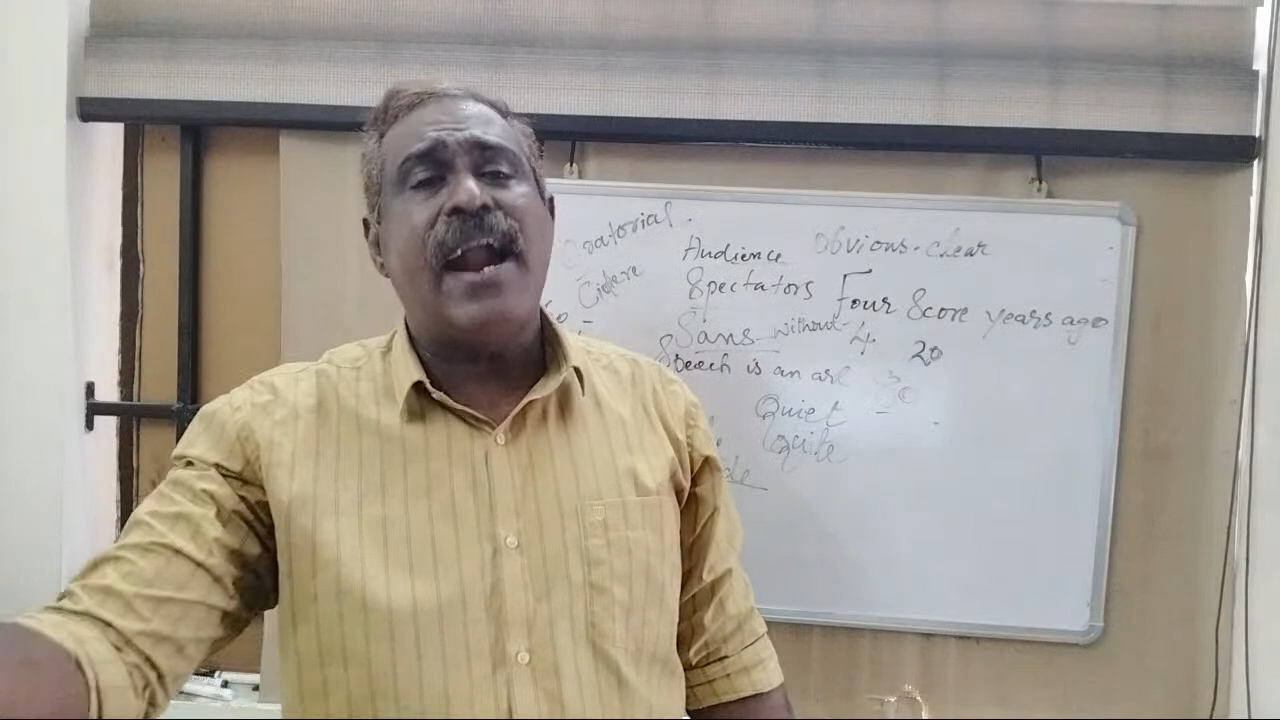 Oratorial.
Cicero
Audience Obvious. clear
Spectators Four Score years ago
Sans without 4 20
Speech is an art
Quiet
Quite